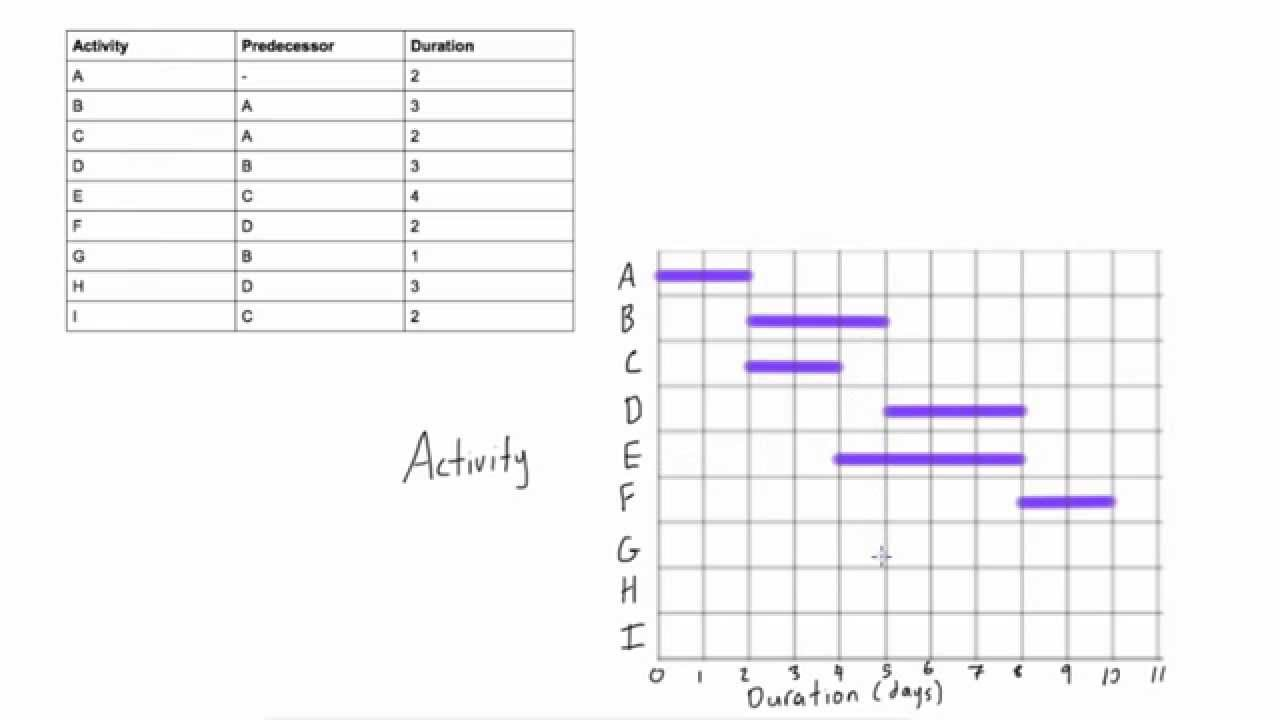 Activity Predecessor Duration
A - 2
B A 3
C A 2
D B 3
E C 4
F D 2
G B 1
H D 3
I C 2
Activity
A
B
C
D
E
F
G
H
I
0 1 2 3 4 5 6 7 8 9 10 11
Duration (days)